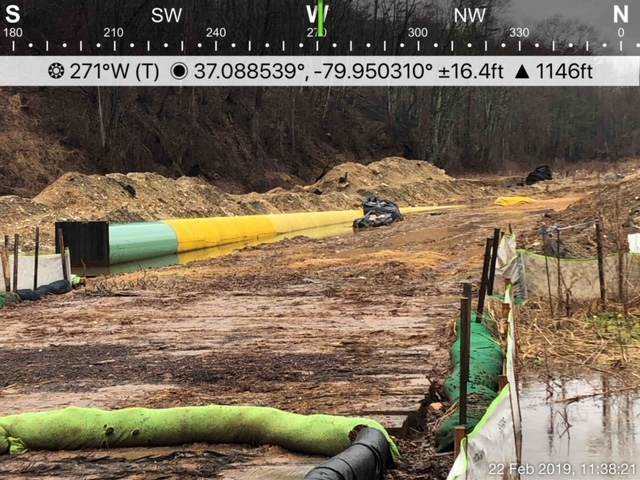 S SW W NW N
180 210 240 270 300 330 0
271°W (T) 37.088539°, -79.950310° ±16.4ft ▲ 1146ft
22 Feb 2019, 11:38:21